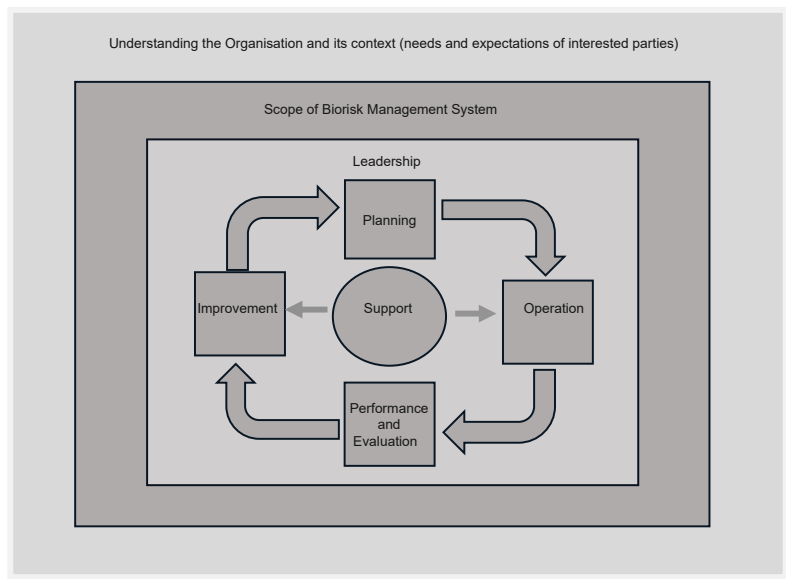 Understanding the Organisation and its context (needs and expectations of interested parties)
Scope of Biorisk Management System
Leadership
Planning
Improvement
Support
Operation
Performance
and
Evaluation